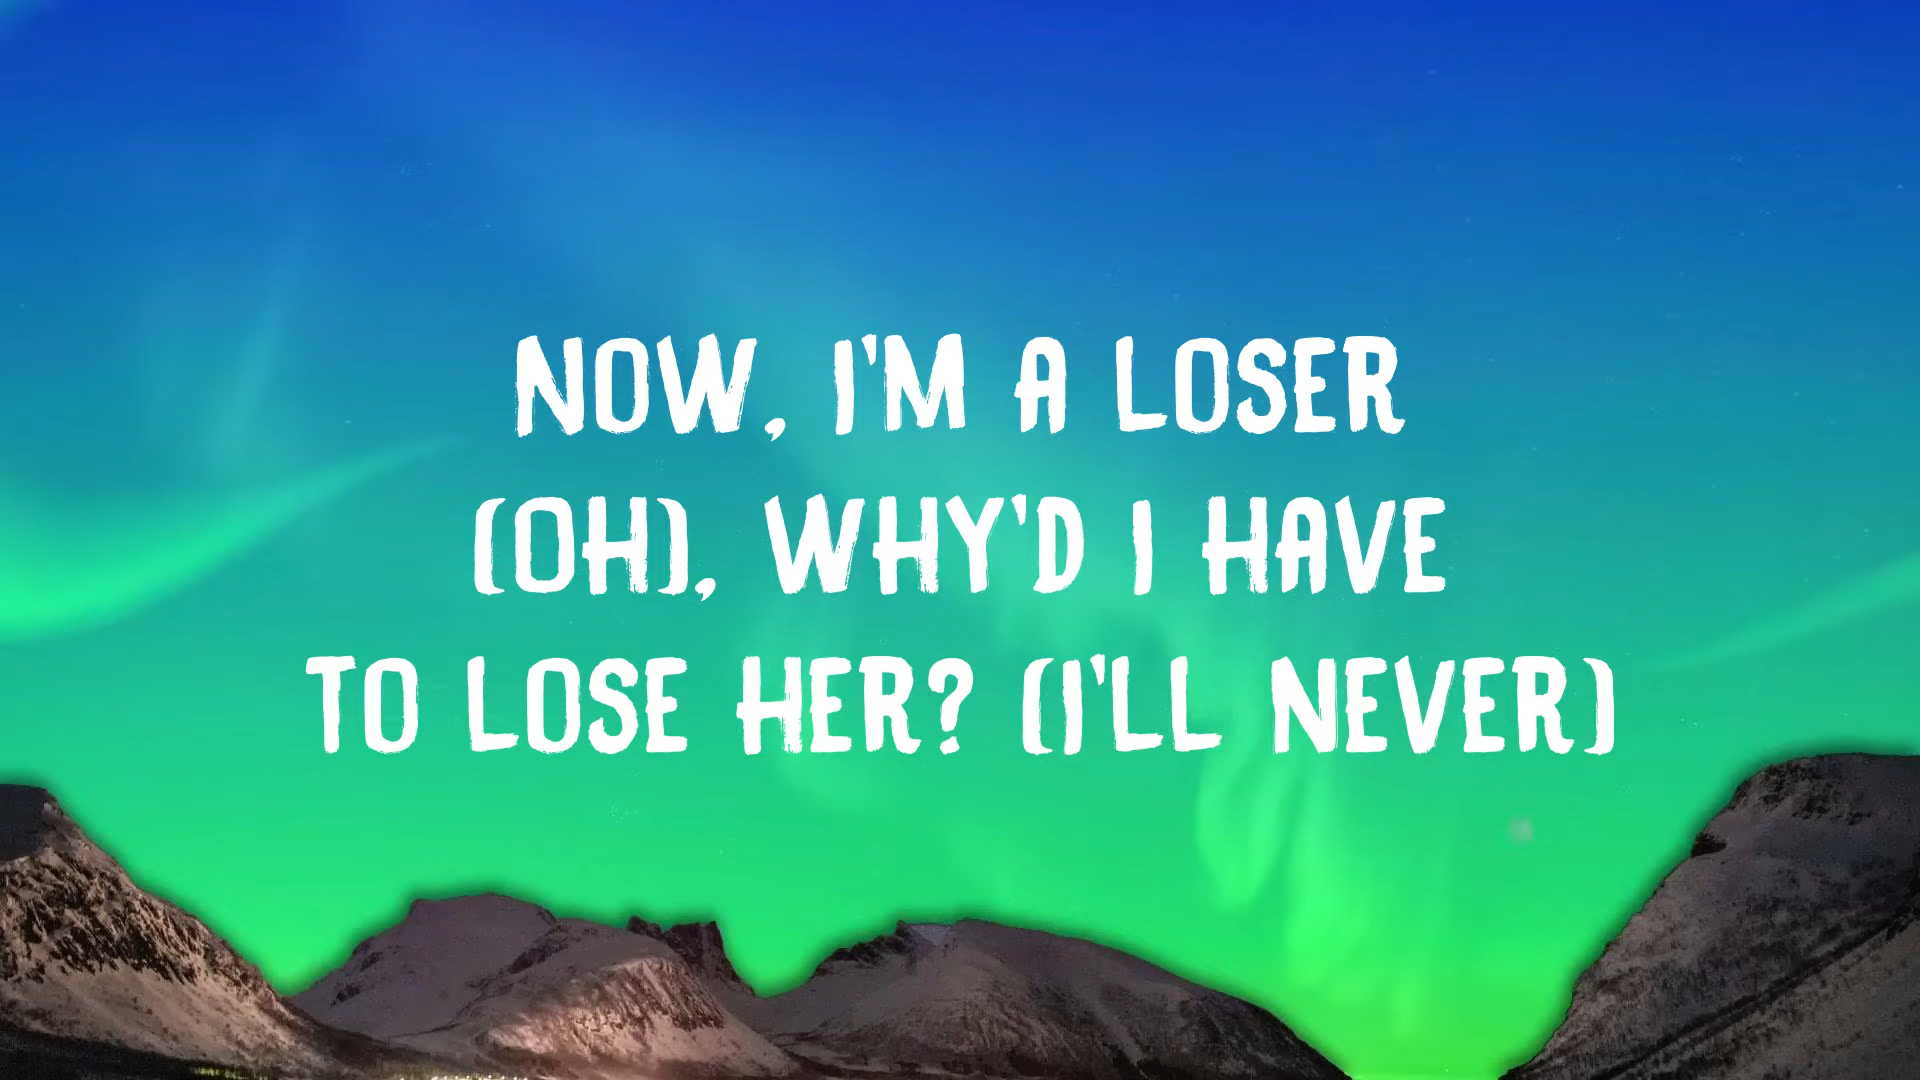 NOW, I'M A LOSER
(OH), WHY'D I HAVE
TO LOSE HER? (I'LL NEVER)